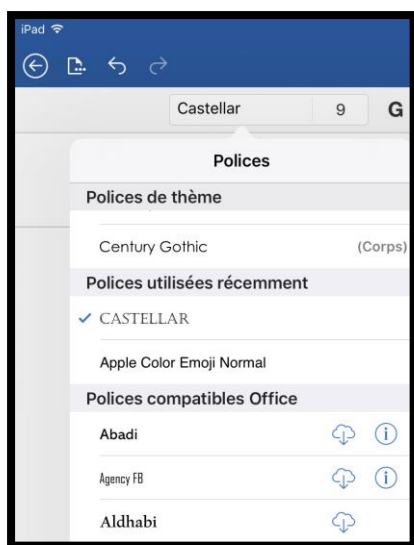 iPad
Castellar 9 G
Polices
Polices de thème
Century Gothic (Corps)
Polices utilisées récemment
CASTELLAR
Apple Color Emoji Normal
Polices compatibles Office
Abadi
Agency FB
Aldhabi